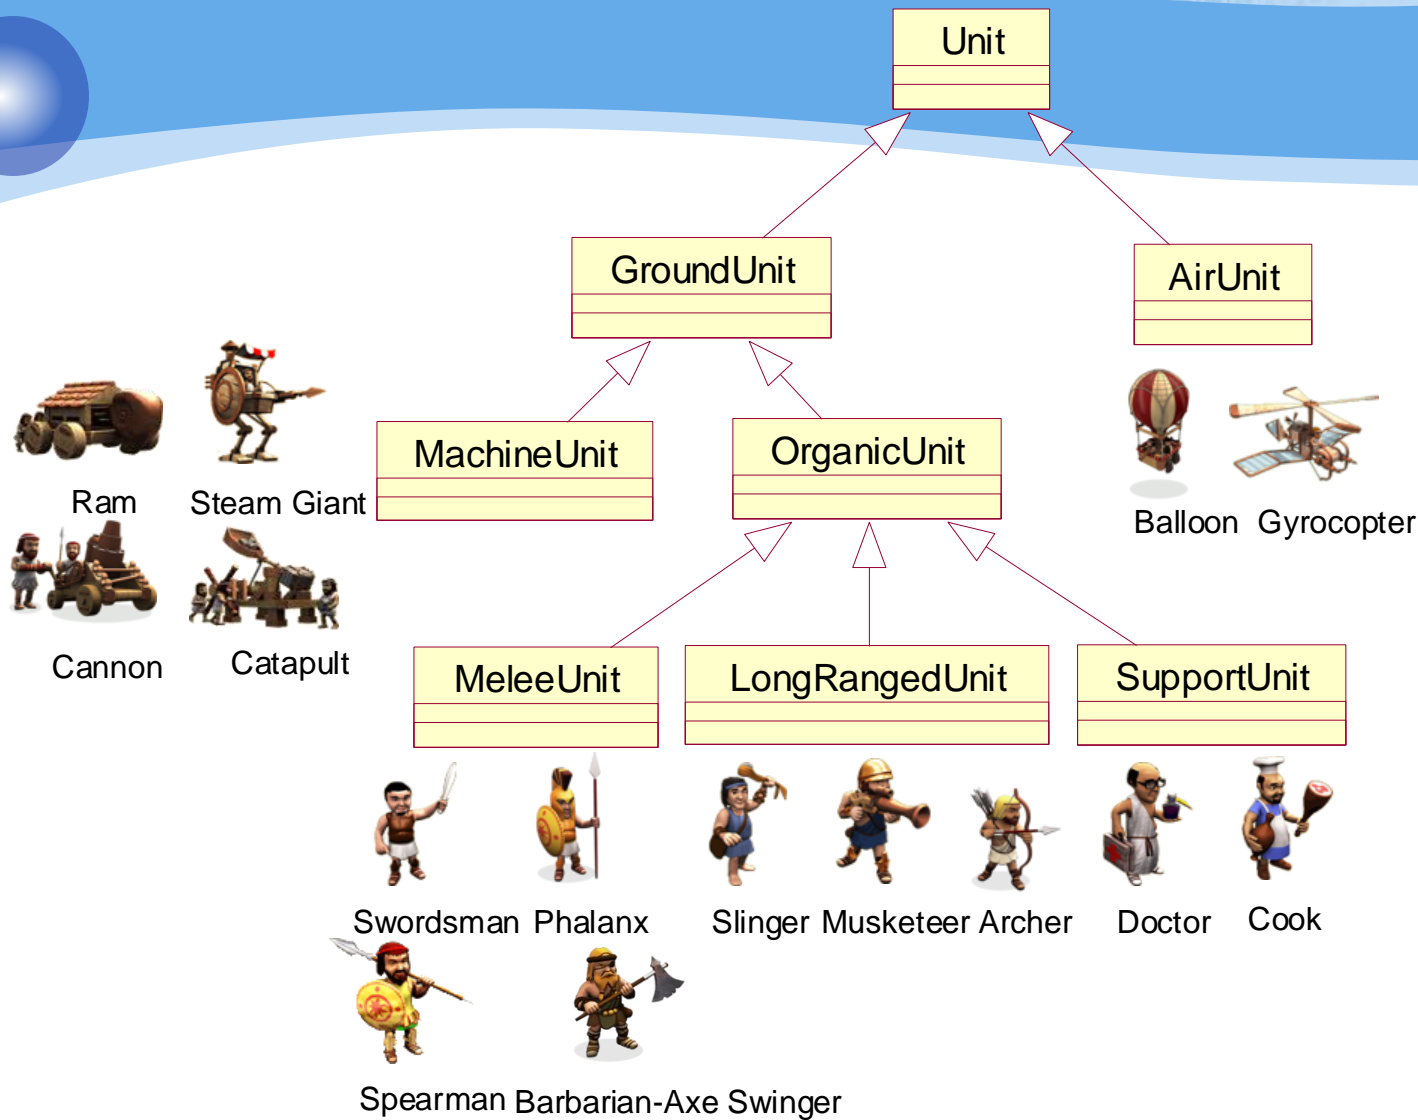 Unit
GroundUnit
AirUnit
MachineUnit
OrganicUnit
Ram
Steam Giant
Balloon
Gyrocopter
Cannon
Catapult
MeleeUnit
LongRangedUnit
SupportUnit
Swordsman
Phalanx
Slinger
Musketeer
Archer
Doctor
Cook
Spearman
Barbarian-Axe Swinger